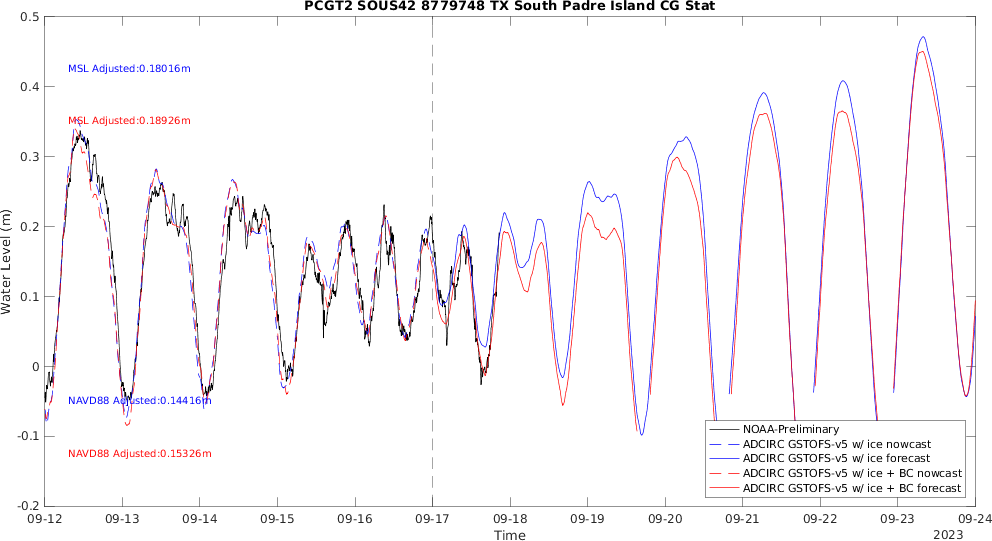 PCGT2 SOUS42 8779748 TX South Padre Island CG Stat
0.5
0.4
0.3
0.2
0.1
0
-0.1
-0.2
Water Level (m)
MSL Adjusted:0.18016m
MSL Adjusted:0.18926m
NAVD88 Adjusted:0.14416m
NAVD88 Adjusted:0.15326m
NOAA-Preliminary
ADCIRC GSTOFS-v5 w/ ice nowcast
ADCIRC GSTOFS-v5 w/ ice forecast
ADCIRC GSTOFS-v5 w/ ice + BC nowcast
ADCIRC GSTOFS-v5 w/ ice + BC forecast
09-12 09-13 09-14 09-15 09-16 09-17 09-18 09-19 09-20 09-21 09-22 09-23 09-24
Time
2023